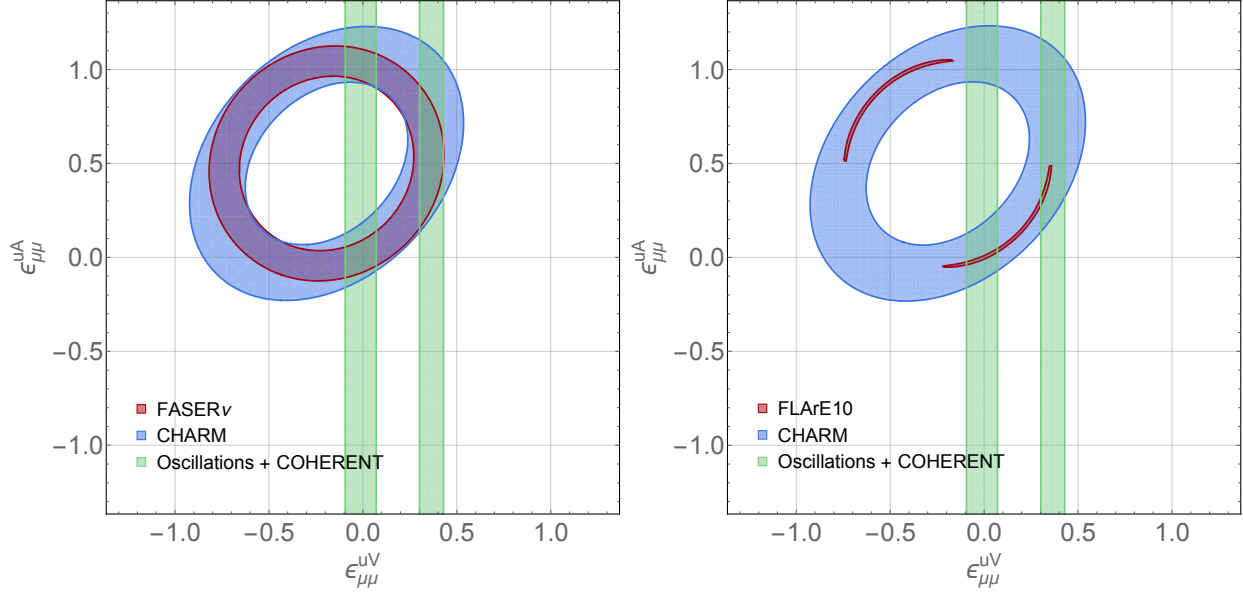 1.0
0.5
0.0
−0.5
−1.0
ϵ_μμ^uA
FASERν
CHARM
Oscillations + COHERENT
−1.0 −0.5 0.0 0.5 1.0
ϵ_μμ^uV
1.0
0.5
0.0
−0.5
−1.0
ϵ_μμ^uA
FLArE10
CHARM
Oscillations + COHERENT
−1.0 −0.5 0.0 0.5 1.0
ϵ_μμ^uV